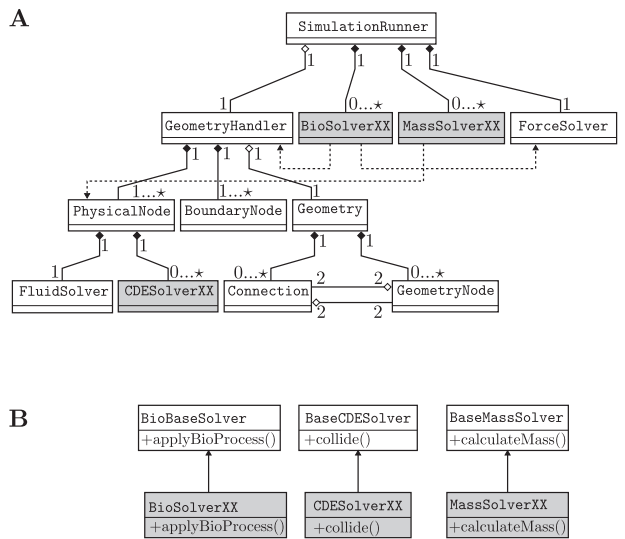 A
SimulationRunner
1 1 1 1
1 0...⋆ 0...⋆ 1
GeometryHandler BioSolverXX MassSolverXX ForceSolver
1 1 1
1...⋆ 1...⋆ 1
PhysicalNode BoundaryNode Geometry
1 1 1 1
1 0...⋆ 0...⋆ 0...⋆
FluidSolver CDESolverXX Connection 2 2 GeometryNode
2 2
B
BioBaseSolver BaseCDESolver BaseMassSolver
+applyBioProcess() +collide() +calculateMass()
BioSolverXX CDESolverXX MassSolverXX
+applyBioProcess() +collide() +calculateMass()